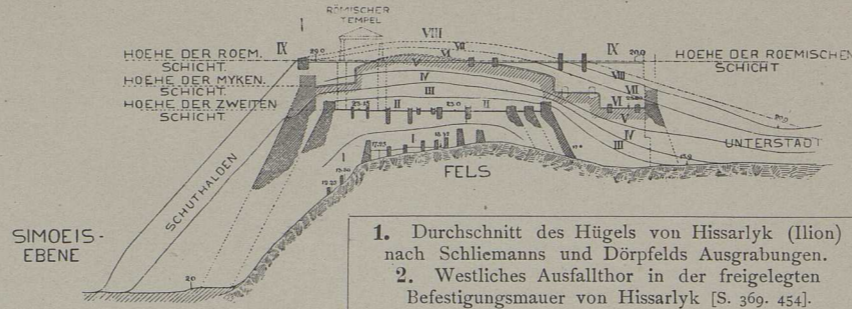 RÖMISCHER
TEMPEL
HOEHE DER ROEM.
SCHICHT.
HOEHE DER MYKEN.
SCHICHT.
HOEHE DER ZWEITEN
SCHICHT.
HOEHE DER ROEMISCHEN
SCHICHT.
I
IX
VIII
VII
VI
V
IV
III
II
II
I
I
IX
VIII
VII
VI
V
IV
III
UNTERSTADT
FELS
SCHUTHALDEN
SIMOEIS-
EBENE
20
1. Durchschnitt des Hügels von Hissarlyk (Ilion)
nach Schliemanns und Dörpfelds Ausgrabungen.
2. Westliches Ausfallthor in der freigelegten
Befestigungsmauer von Hissarlyk [S. 369. 454].